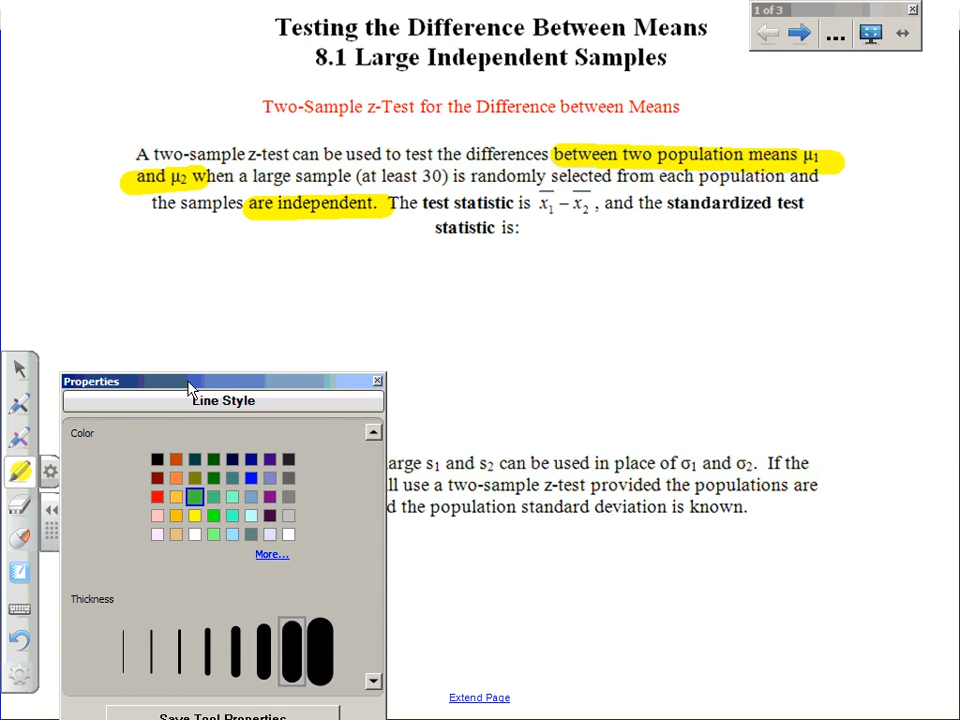 Testing the Difference Between Means
8.1 Large Independent Samples
1 of 3
Two-Sample z-Test for the Difference between Means
A two-sample z-test can be used to test the differences between two population means μ₁
and μ₂ when a large sample (at least 30) is randomly selected from each population and
the samples are independent. The test statistic is x̄₁ − x̄₂, and the standardized test
statistic is:
Properties
Line Style
Color
More...
Thickness
Save Tool Properties
arge s₁ and s₂ can be used in place of σ₁ and σ₂. If the
ll use a two-sample z-test provided the populations are
d the population standard deviation is known.
Extend Page